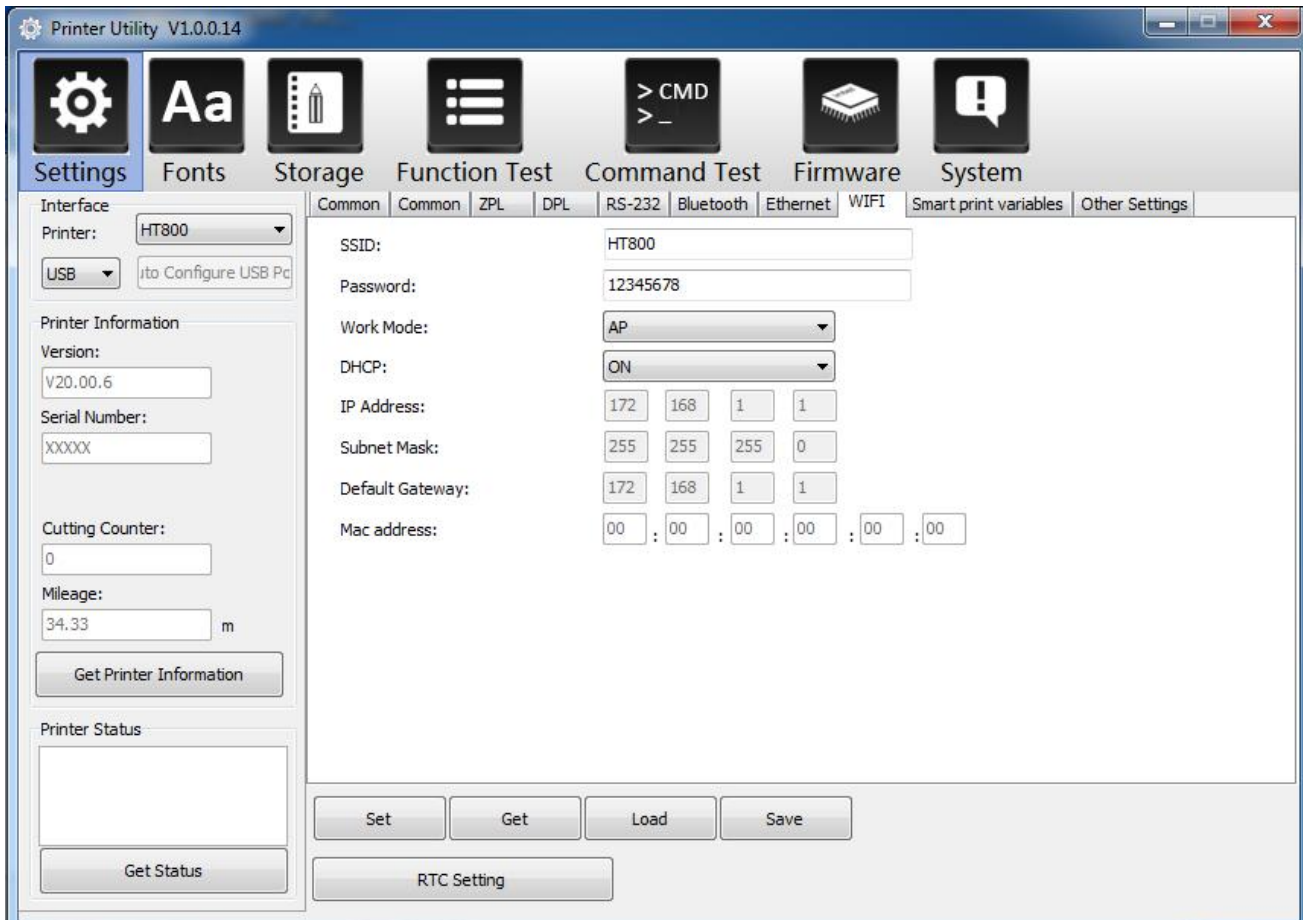 Printer Utility V1.0.0.14
Aa
> CMD
> _
Settings Fonts Storage Function Test Command Test Firmware System
Interface
Printer: HT800
USB uto Configure USB Pc
Printer Information
Version:
V20.00.6
Serial Number:
XXXXX
Cutting Counter:
0
Mileage:
34.33 m
Get Printer Information
Printer Status
Get Status
Common Common ZPL DPL RS-232 Bluetooth Ethernet WIFI Smart print variables Other Settings
SSID: HT800
Password: 12345678
Work Mode: AP
DHCP: ON
IP Address: 172 168 1 1
Subnet Mask: 255 255 255 0
Default Gateway: 172 168 1 1
Mac address: 00 : 00 : 00 : 00 : 00 : 00
Set Get Load Save
RTC Setting